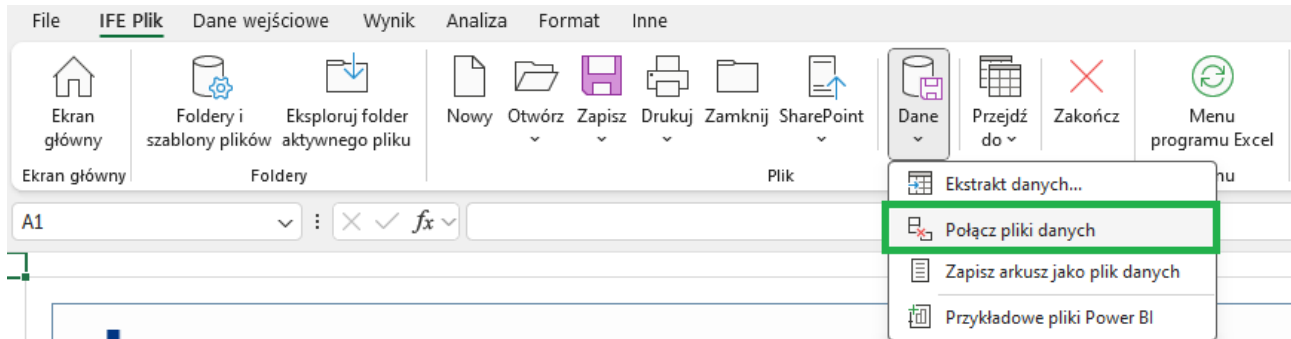 File IFE Plik Dane wejściowe Wynik Analiza Format Inne
Ekran główny
Foldery i szablony plików
Eksploruj folder aktywnego pliku
Nowy
Otwórz
Zapisz
Drukuj
Zamknij
SharePoint
Dane
Przejdź do
Zakończ
Menu programu Excel
Ekran główny Foldery Plik
A1 fx
Ekstrakt danych...
Połącz pliki danych
Zapisz arkusz jako plik danych
Przykładowe pliki Power BI